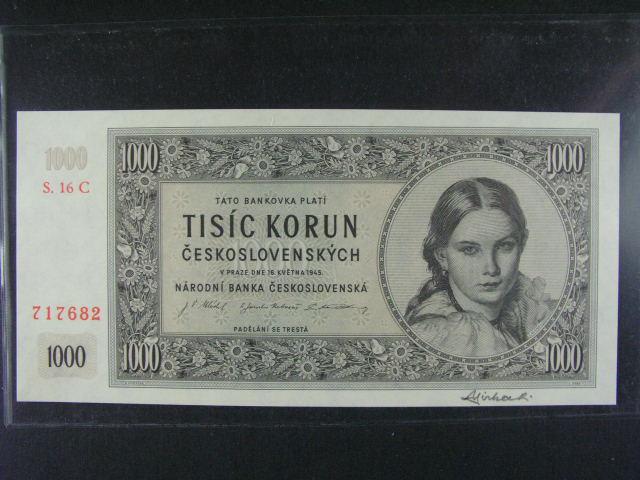 1000
S. 16 C
717682
1000
1000
1000
TATO BANKOVKA PLATÍ
TISÍC KORUN
ČESKOSLOVENSKÝCH
V PRAZE DNE 16. KVĚTNA 1945.
NÁRODNÍ BANKA ČESKOSLOVENSKÁ
PADĚLÁNÍ SE TRESTÁ
1000
1000